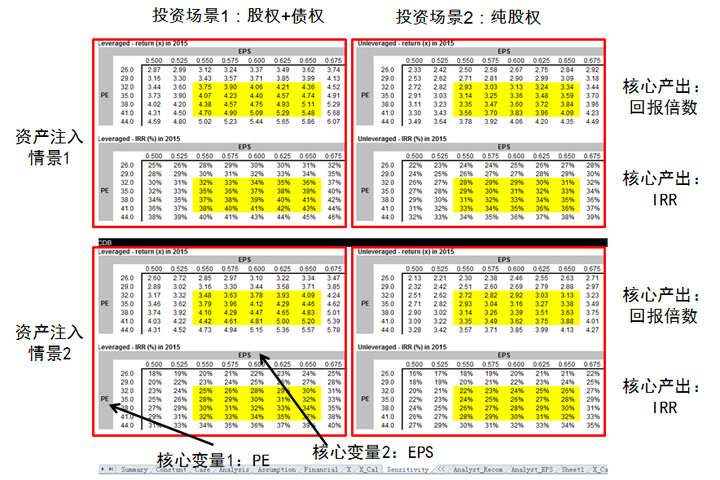 投资场景1：股权+债权
投资场景2：纯股权
资产注入
情景1
Leveraged - return (x) in 2015
EPS
0.500 0.525 0.550 0.575 0.600 0.625 0.650 0.675
26.0 2.87 2.99 3.12 3.24 3.37 3.49 3.62 3.74
29.0 3.16 3.30 3.43 3.57 3.71 3.85 3.99 4.13
32.0 3.44 3.60 3.75 3.90 4.06 4.21 4.36 4.52
PE 35.0 3.73 3.90 4.07 4.23 4.40 4.57 4.74 4.91
38.0 4.02 4.20 4.38 4.57 4.75 4.93 5.11 5.29
41.0 4.31 4.50 4.70 4.90 5.09 5.29 5.48 5.68
44.0 4.59 4.80 5.02 5.23 5.44 5.65 5.86 6.07
Unleveraged - return (x) in 2015
EPS
0.500 0.525 0.550 0.575 0.600 0.625 0.650 0.675
26.0 2.33 2.42 2.50 2.58 2.67 2.75 2.84 2.92
29.0 2.53 2.62 2.71 2.81 2.90 2.99 3.09 3.18
32.0 2.72 2.82 2.93 3.03 3.13 3.24 3.34 3.44
PE 35.0 2.91 3.03 3.14 3.25 3.36 3.48 3.59 3.70
38.0 3.11 3.23 3.35 3.47 3.60 3.72 3.84 3.96
41.0 3.30 3.43 3.56 3.70 3.83 3.96 4.09 4.23
44.0 3.49 3.64 3.78 3.92 4.06 4.20 4.35 4.49
核心产出：
回报倍数
Leveraged - IRR (%) in 2015
EPS
0.500 0.525 0.550 0.575 0.600 0.625 0.650 0.675
26.0 25% 26% 28% 29% 30% 30% 31% 32%
29.0 28% 29% 30% 31% 32% 33% 34% 35%
32.0 30% 31% 32% 33% 34% 35% 36% 37%
PE 35.0 32% 33% 35% 36% 37% 38% 39% 40%
38.0 34% 35% 37% 38% 39% 40% 41% 42%
41.0 36% 37% 38% 40% 41% 42% 43% 44%
44.0 38% 39% 40% 41% 43% 44% 45% 46%
Unleveraged - IRR (%) in 2015
EPS
0.500 0.525 0.550 0.575 0.600 0.625 0.650 0.675
26.0 22% 23% 24% 24% 25% 26% 27% 28%
29.0 24% 25% 26% 27% 27% 28% 29% 30%
32.0 26% 27% 28% 29% 29% 30% 31% 32%
PE 35.0 27% 28% 29% 30% 31% 32% 33% 34%
38.0 29% 30% 31% 32% 33% 34% 35% 36%
41.0 31% 32% 33% 34% 35% 36% 36% 37%
44.0 32% 33% 34% 35% 36% 37% 38% 39%
核心产出：
IRR
CDB
资产注入
情景2
Leveraged - return (x) in 2015
EPS
0.500 0.525 0.550 0.575 0.600 0.625 0.650 0.675
26.0 2.60 2.72 2.85 2.97 3.10 3.22 3.34 3.47
29.0 2.89 3.02 3.16 3.30 3.44 3.58 3.71 3.85
32.0 3.17 3.32 3.48 3.63 3.78 3.93 4.09 4.24
PE 35.0 3.46 3.62 3.79 3.96 4.12 4.29 4.46 4.62
38.0 3.74 3.92 4.10 4.29 4.47 4.65 4.83 5.01
41.0 4.03 4.22 4.42 4.61 4.81 5.00 5.20 5.39
44.0 4.31 4.52 4.73 4.94 5.15 5.36 5.57 5.78
Unleveraged - return (x) in 2015
EPS
0.500 0.525 0.550 0.575 0.600 0.625 0.650 0.675
26.0 2.13 2.21 2.30 2.38 2.46 2.55 2.63 2.71
29.0 2.32 2.42 2.51 2.60 2.69 2.79 2.88 2.97
32.0 2.51 2.62 2.72 2.82 2.92 3.03 3.13 3.23
PE 35.0 2.71 2.82 2.93 3.04 3.16 3.27 3.38 3.49
38.0 2.90 3.02 3.14 3.26 3.39 3.51 3.63 3.75
41.0 3.09 3.22 3.35 3.49 3.62 3.75 3.88 4.01
44.0 3.28 3.42 3.57 3.71 3.85 3.99 4.13 4.27
核心产出：
回报倍数
Leveraged - IRR (%) in 2015
EPS
0.500 0.525 0.550 0.575 0.600 0.625 0.650 0.675
26.0 18% 19% 20% 21% 22% 23% 24% 25%
29.0 20% 22% 23% 24% 25% 26% 27% 28%
32.0 23% 24% 25% 26% 28% 29% 30% 31%
PE 35.0 25% 26% 28% 29% 30% 31% 32% 33%
38.0 27% 29% 30% 31% 32% 33% 34% 35%
41.0 29% 31% 32% 33% 34% 35% 37% 38%
44.0 31% 33% 34% 35% 36% 37% 39% 40%
Unleveraged - IRR (%) in 2015
EPS
0.500 0.525 0.550 0.575 0.600 0.625 0.650 0.675
26.0 16% 17% 18% 19% 20% 21% 21% 22%
29.0 18% 19% 20% 21% 22% 23% 24% 25%
32.0 20% 21% 22% 23% 24% 25% 26% 27%
PE 35.0 22% 23% 24% 25% 26% 27% 28% 29%
38.0 24% 25% 26% 27% 28% 29% 30% 31%
41.0 26% 27% 28% 29% 30% 31% 32% 33%
44.0 27% 29% 30% 31% 32% 33% 34% 35%
核心产出：
IRR
核心变量1：PE
核心变量2：EPS
Summary Constant Case Analysis Assumption Financial X X_Cal Sensitivity << Analyst_Recom Analyst_EPS Sheet1 X_Ca